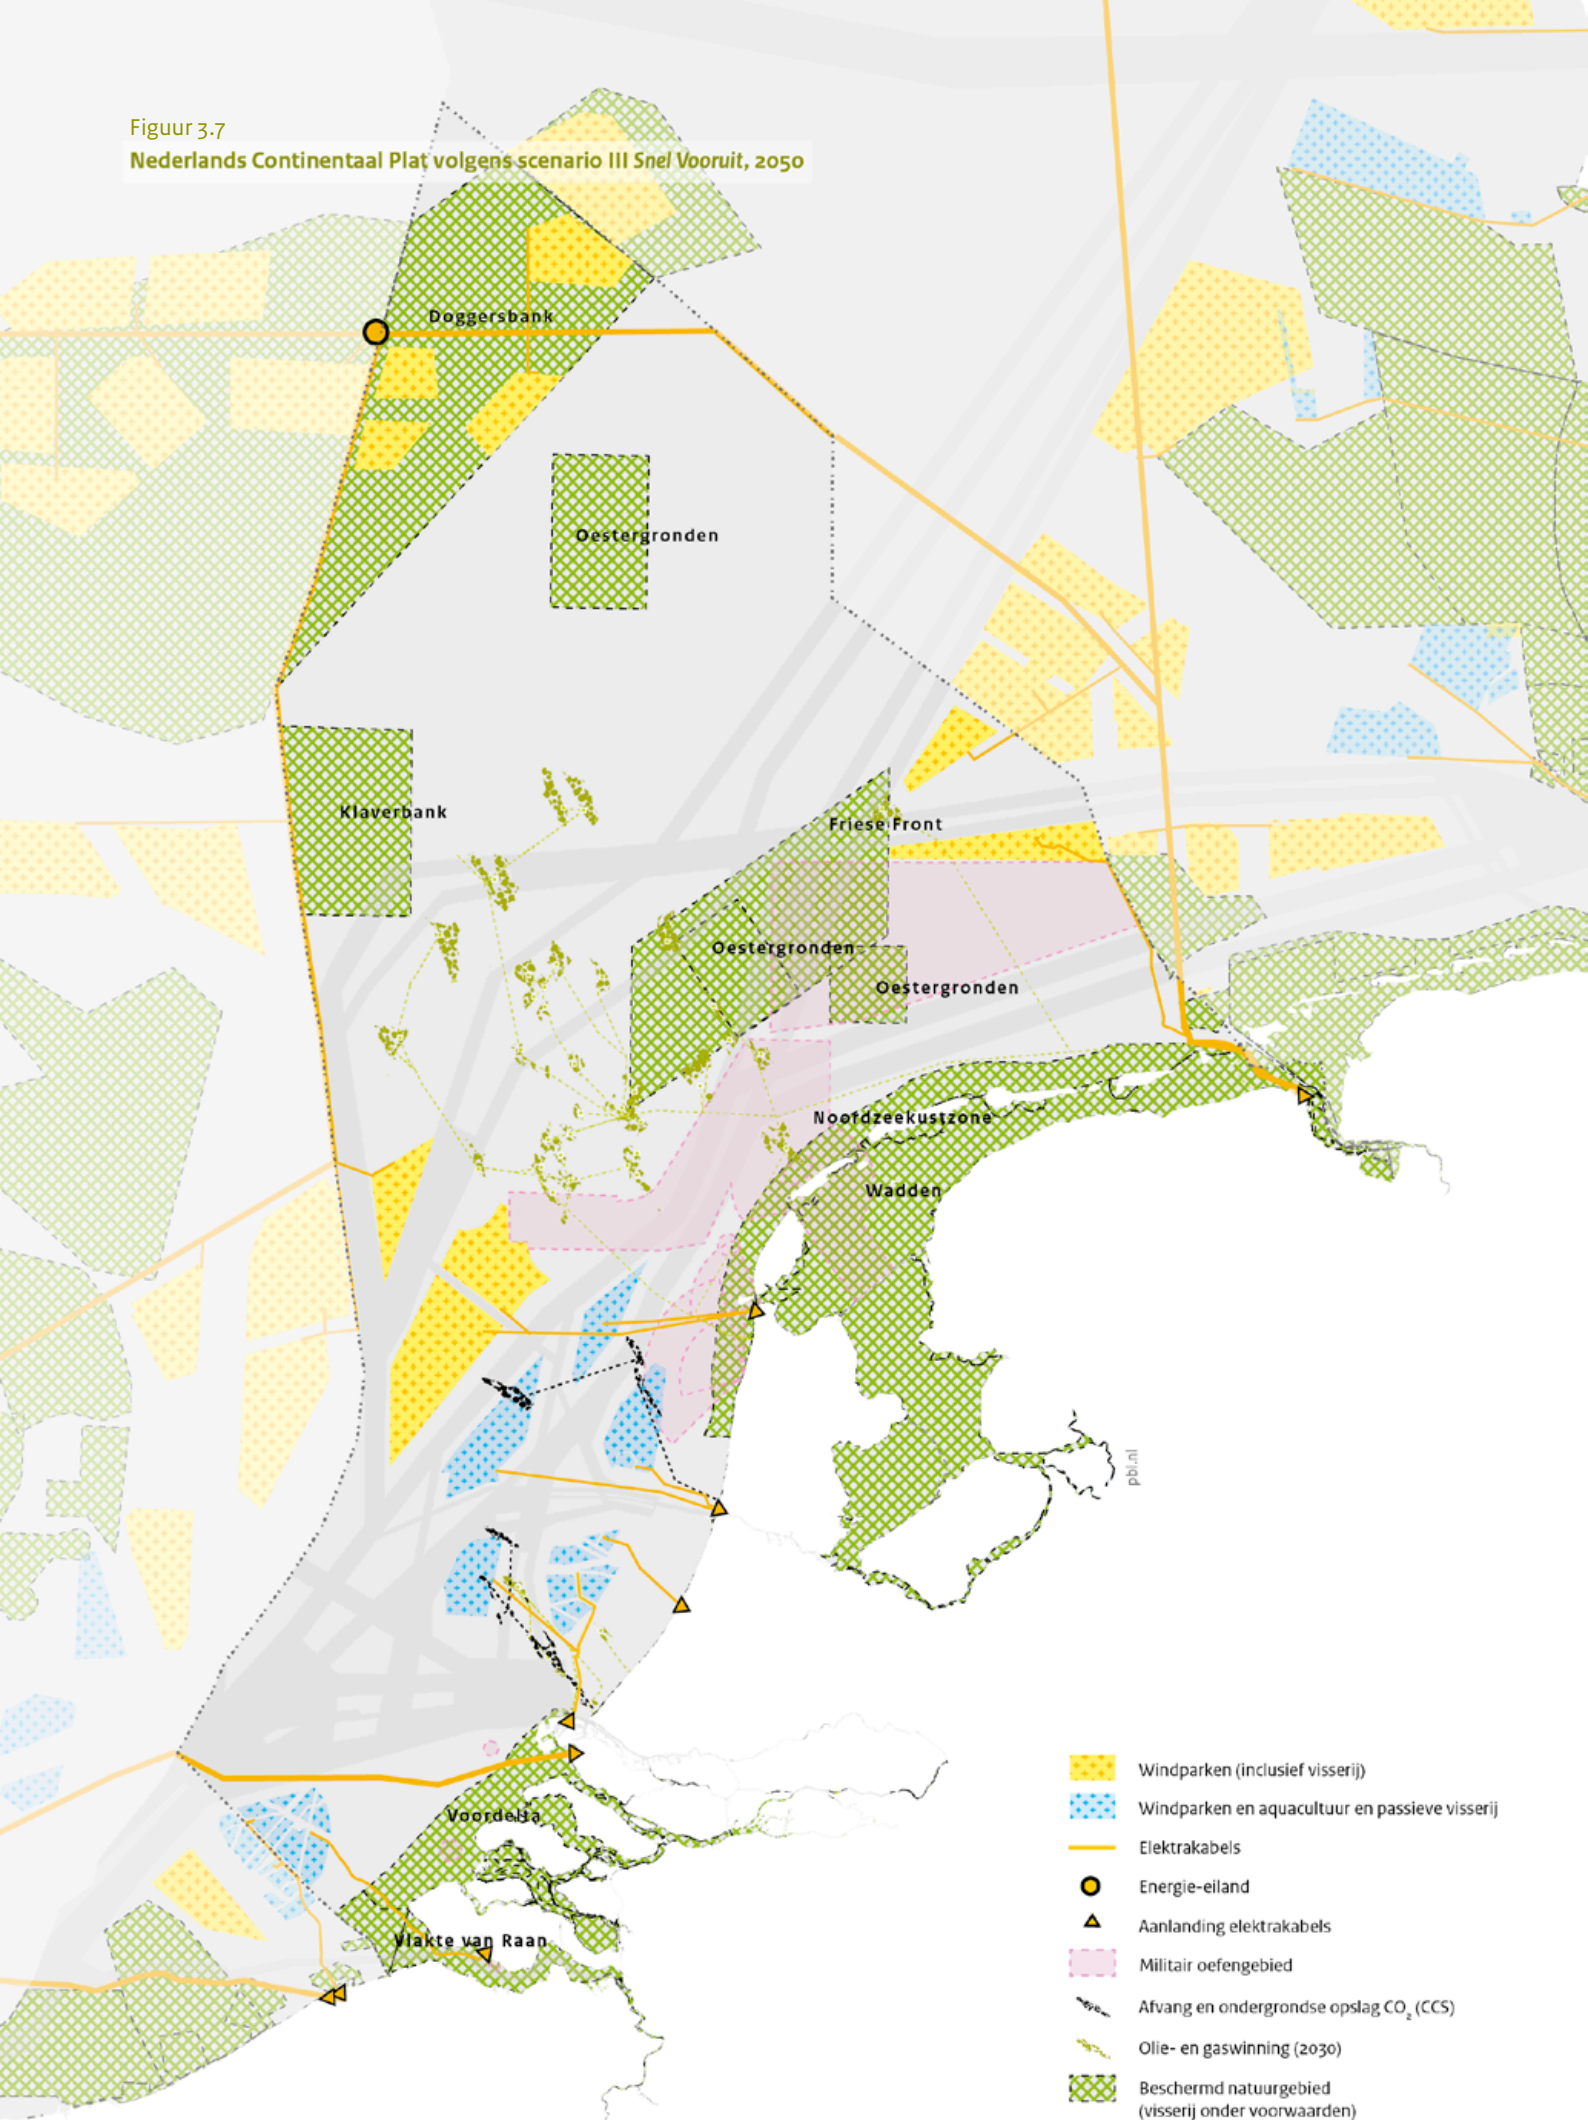 Figuur 3.7
Nederlands Continentaal Plat volgens scenario III Snel Vooruit, 2050
Doggersbank
Oestergronden
Klaverbank
Friese Front
Oestergronden
Oestergronden
Noordzeekustzone
Wadden
pbl.nl
Voordelta
Vlakte van Raan
Windparken (inclusief visserij)
Windparken en aquacultuur en passieve visserij
Elektrakabels
Energie-eiland
Aanlanding elektrakabels
Militair oefengebied
Afvang en ondergrondse opslag CO₂ (CCS)
Olie- en gaswinning (2030)
Beschermd natuurgebied
(visserij onder voorwaarden)